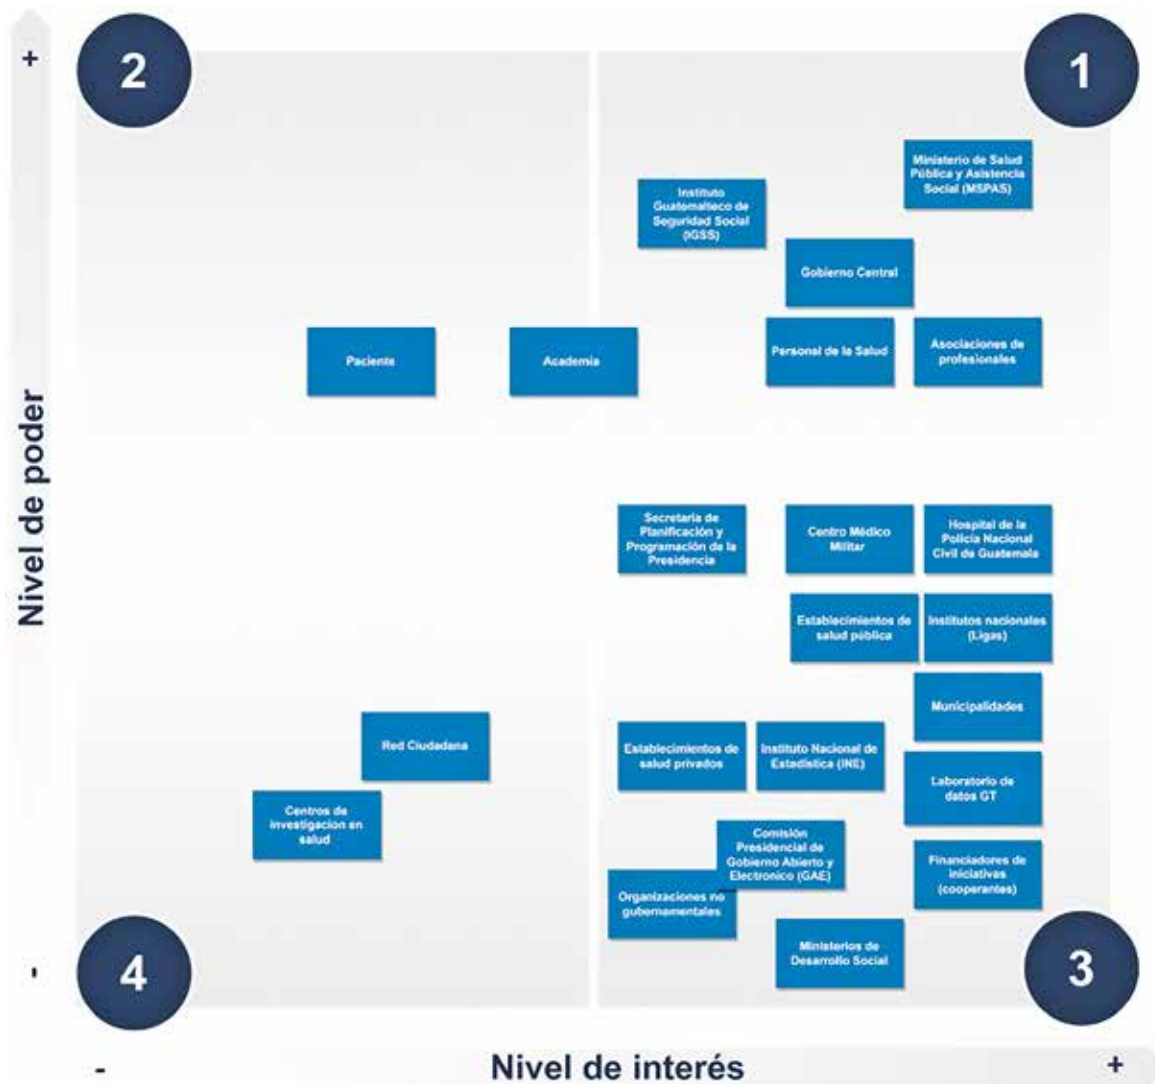 +
2
1
Ministerio de Salud
Pública y Asistencia
Social (MSPAS)
Instituto
Guatemalteco de
Seguridad Social
(IGSS)
Gobierno Central
Paciente
Academia
Personal de la Salud
Asociaciones de
profesionales
Nivel de poder
Secretaría de
Planificación y
Programación de la
Presidencia
Centro Médico
Militar
Hospital de la
Policía Nacional
Civil de Guatemala
Establecimientos de
salud pública
Institutos nacionales
(Ligas)
Municipalidades
Red Ciudadana
Establecimientos de
salud privados
Instituto Nacional de
Estadística (INE)
Laboratorio de
datos GT
Centros de
investigacion en
salud
Comisión
Presidencial de
Gobierno Abierto y
Electronico (GAE)
Financiadores de
iniciativas
(cooperantes)
Organizaciones no
gubernamentales
Ministerios de
Desarrollo Social
-
4
3
-
Nivel de interés
+